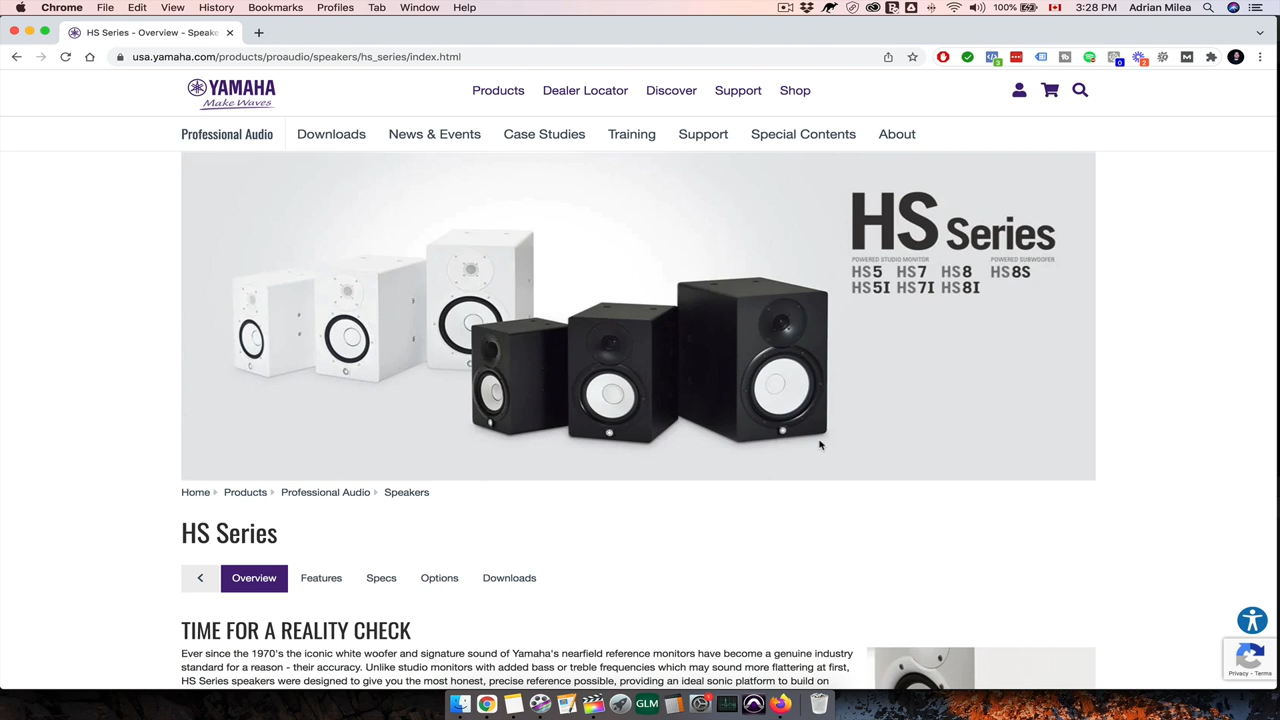 Chrome File Edit View History Bookmarks Profiles Tab Window Help 100% 3:28 PM Adrian Milea
HS Series - Overview - Speake
usa.yamaha.com/products/proaudio/speakers/hs_series/index.html
3 0 2
YAMAHA
Make Waves
Products Dealer Locator Discover Support Shop
Professional Audio Downloads News & Events Case Studies Training Support Special Contents About
HS Series
POWERED STUDIO MONITOR POWERED SUBWOOFER
HS5 HS7 HS8 HS8S
HS5I HS7I HS8I
Home Products Professional Audio Speakers
HS Series
Overview Features Specs Options Downloads
TIME FOR A REALITY CHECK
Ever since the 1970's the iconic white woofer and signature sound of Yamaha's nearfield reference monitors have become a genuine industry
standard for a reason - their accuracy. Unlike studio monitors with added bass or treble frequencies which may sound more flattering at first,
HS Series speakers were designed to give you the most honest, precise reference possible, providing an ideal sonic platform to build on
Privacy - Terms
GLM